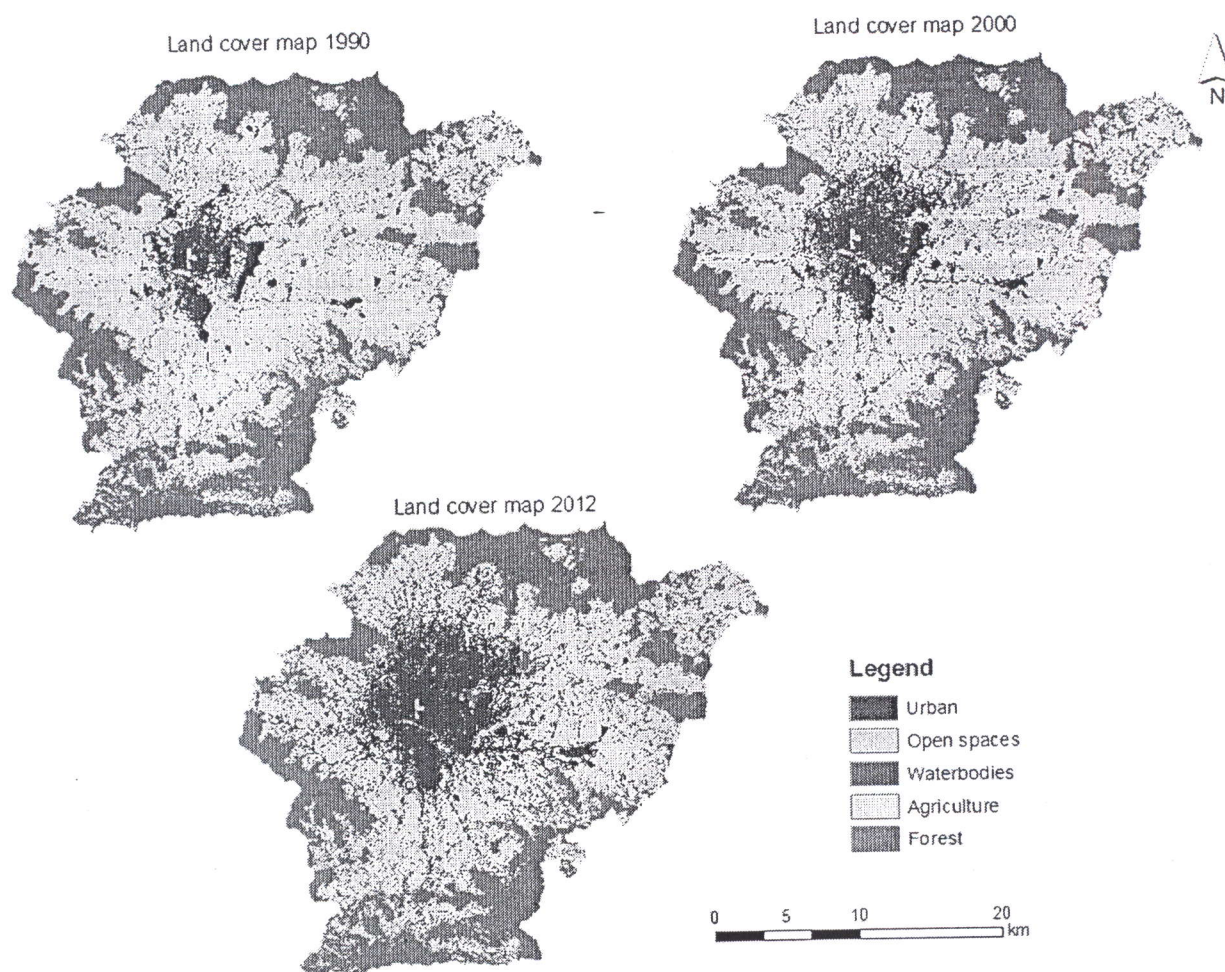 Land cover map 1990
Land cover map 2000
N
Land cover map 2012
Legend
Urban
Open spaces
Waterbodies
Agriculture
Forest
0 5 10 20
km